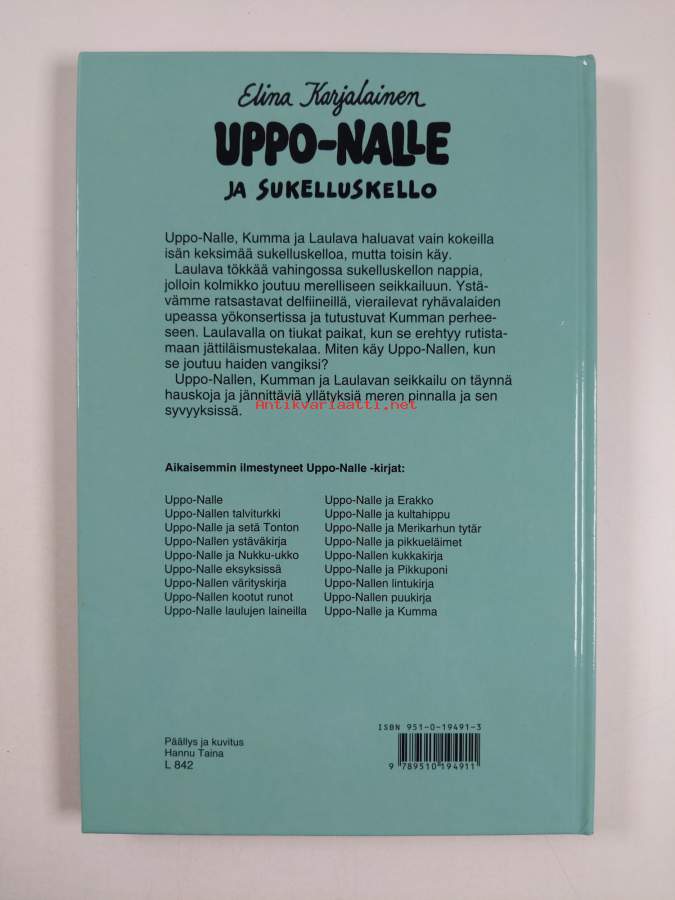 Elina Karjalainen
UPPO-NALLE
JA SUKELLUSKELLO
Uppo-Nalle, Kumma ja Laulava haluavat vain kokeilla
isän keksimää sukelluskelloa, mutta toisin käy.
Laulava tökkää vahingossa sukelluskellon nappia,
jolloin kolmikko joutuu merelliseen seikkailuun. Ystä-
vämme ratsastavat delfiineillä, vierailevat ryhävalaiden
upeassa yökonsertissa ja tutustuvat Kumman perhee-
seen. Laulavalla on tiukat paikat, kun se erehtyy rutista-
maan jättiläismustekalaa. Miten käy Uppo-Nallen, kun
se joutuu haiden vangiksi?
Uppo-Nallen, Kumman ja Laulavan seikkailu on täynnä
hauskoja ja jännittäviä yllätyksiä meren pinnalla ja sen
syvyyksissä.
Antikvariaatti.net
Aikaisemmin ilmestyneet Uppo-Nalle -kirjat:
Uppo-Nalle
Uppo-Nallen talviturkki
Uppo-Nalle ja setä Tonton
Uppo-Nallen ystäväkirja
Uppo-Nalle ja Nukku-ukko
Uppo-Nalle eksyksissä
Uppo-Nallen värityskirja
Uppo-Nallen kootut runot
Uppo-Nalle laulujen laineilla
Uppo-Nalle ja Erakko
Uppo-Nalle ja kultahippu
Uppo-Nalle ja Merikarhun tytär
Uppo-Nalle ja pikkueläimet
Uppo-Nallen kukkakirja
Uppo-Nalle ja Pikkuponi
Uppo-Nallen lintukirja
Uppo-Nallen puukirja
Uppo-Nalle ja Kumma
Päällys ja kuvitus
Hannu Taina
L 842
ISBN 951-0-19491-3
9 789510 194911